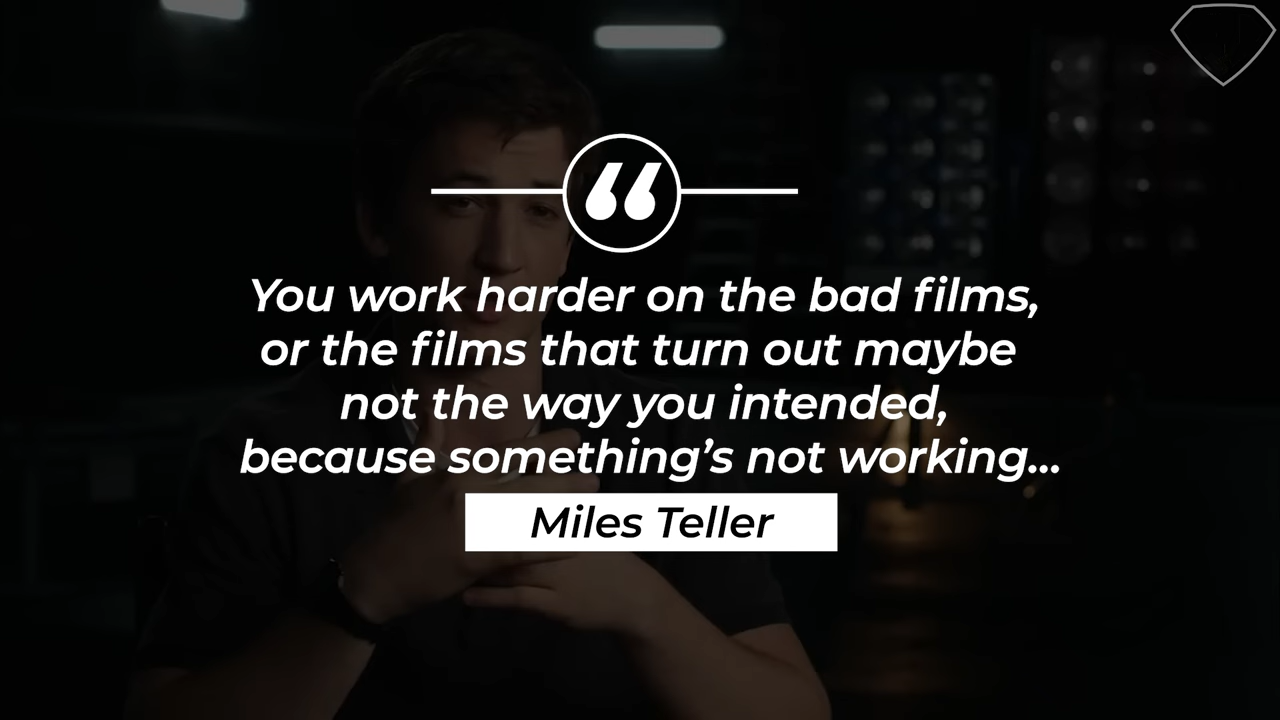 “
You work harder on the bad films,
or the films that turn out maybe
not the way you intended,
because something’s not working...
Miles Teller